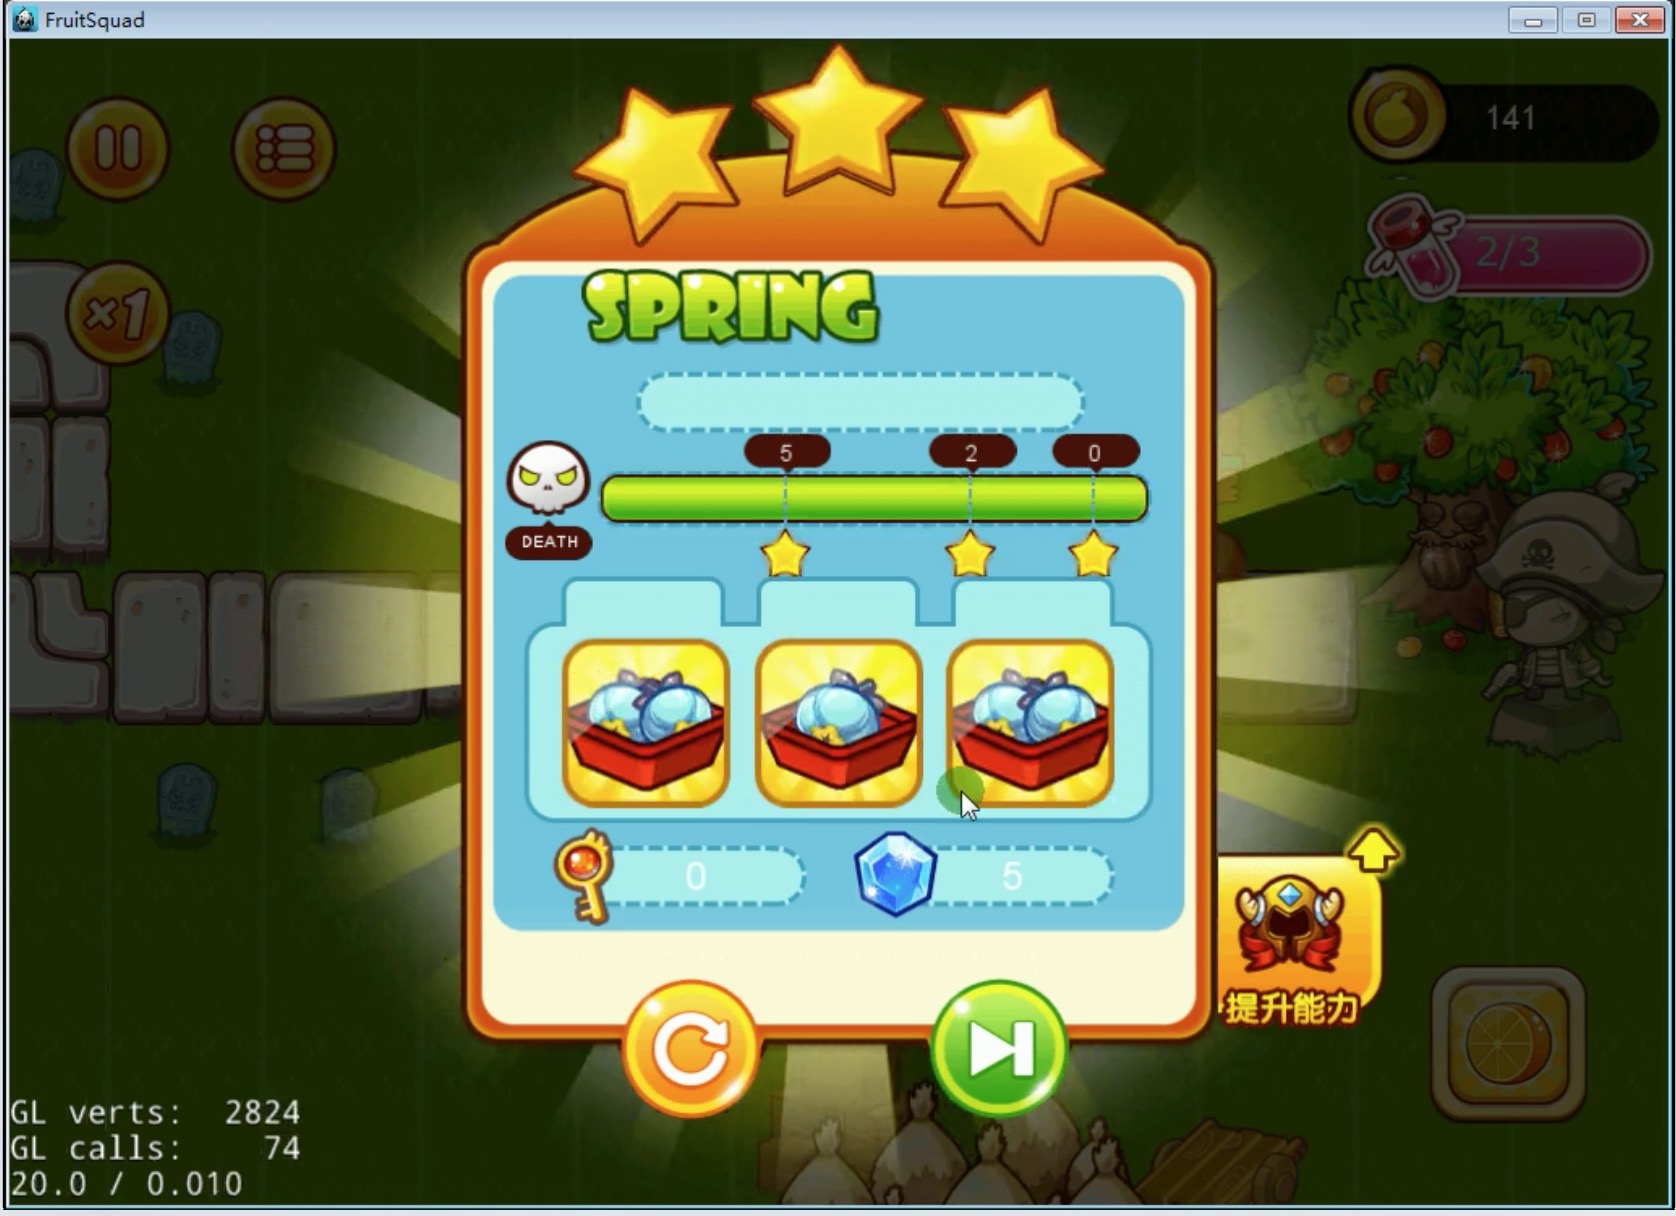 FruitSquad
141
2/3
×1
SPRING
5 2 0
DEATH
0 5
提升能力
GL verts: 2824
GL calls: 74
20.0 / 0.010